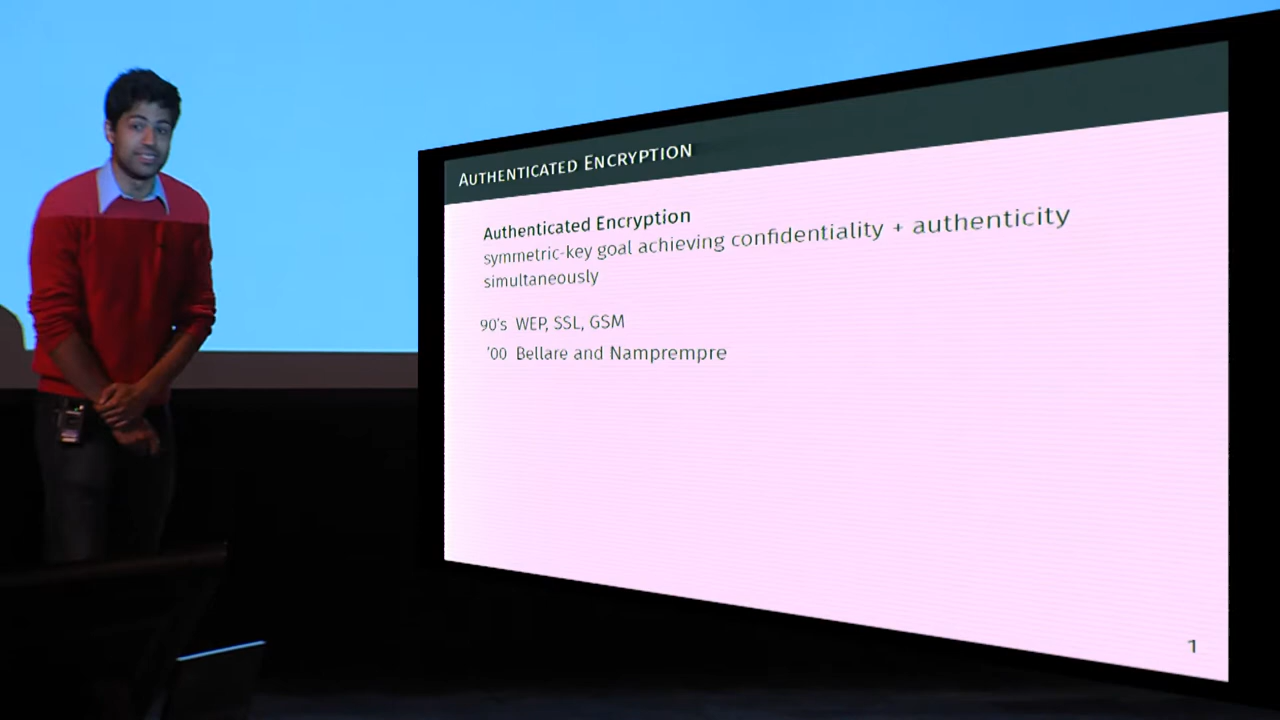 AUTHENTICATED ENCRYPTION
Authenticated Encryption
symmetric-key goal achieving confidentiality + authenticity
simultaneously
90's WEP, SSL, GSM
'00 Bellare and Namprempre
1